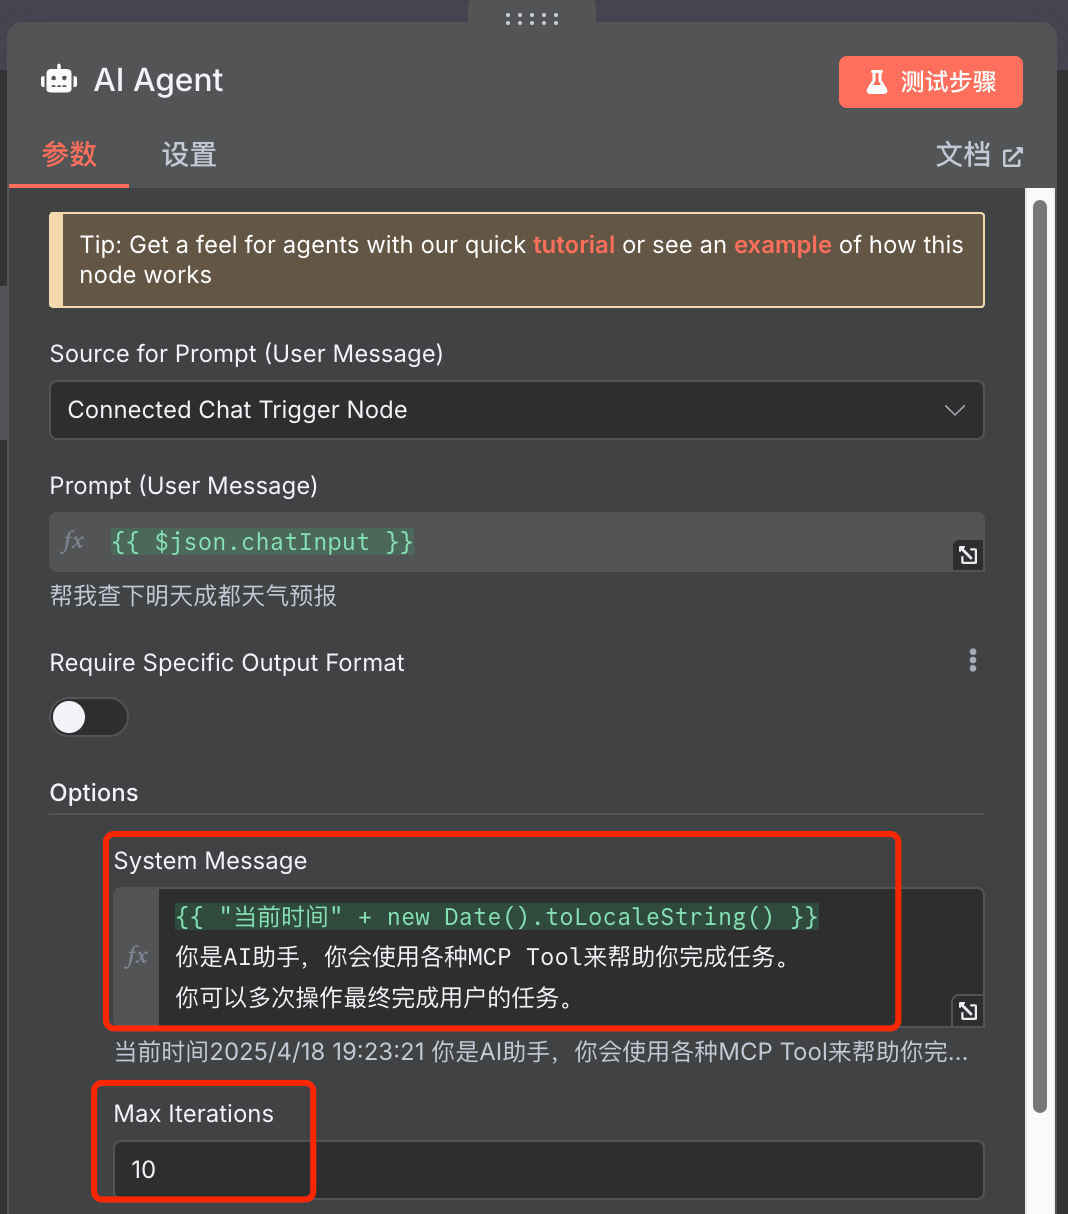 AI Agent
测试步骤
参数
设置
文档
Tip: Get a feel for agents with our quick tutorial or see an example of how this
node works
Source for Prompt (User Message)
Connected Chat Trigger Node
Prompt (User Message)
fx {{ $json.chatInput }}
帮我查下明天成都天气预报
Require Specific Output Format
Options
System Message
{{ "当前时间" + new Date().toLocaleString() }}
fx 你是AI助手，你会使用各种MCP Tool来帮助你完成任务。
你可以多次操作最终完成用户的任务。
当前时间2025/4/18 19:23:21 你是AI助手，你会使用各种MCP Tool来帮助你完...
Max Iterations
10